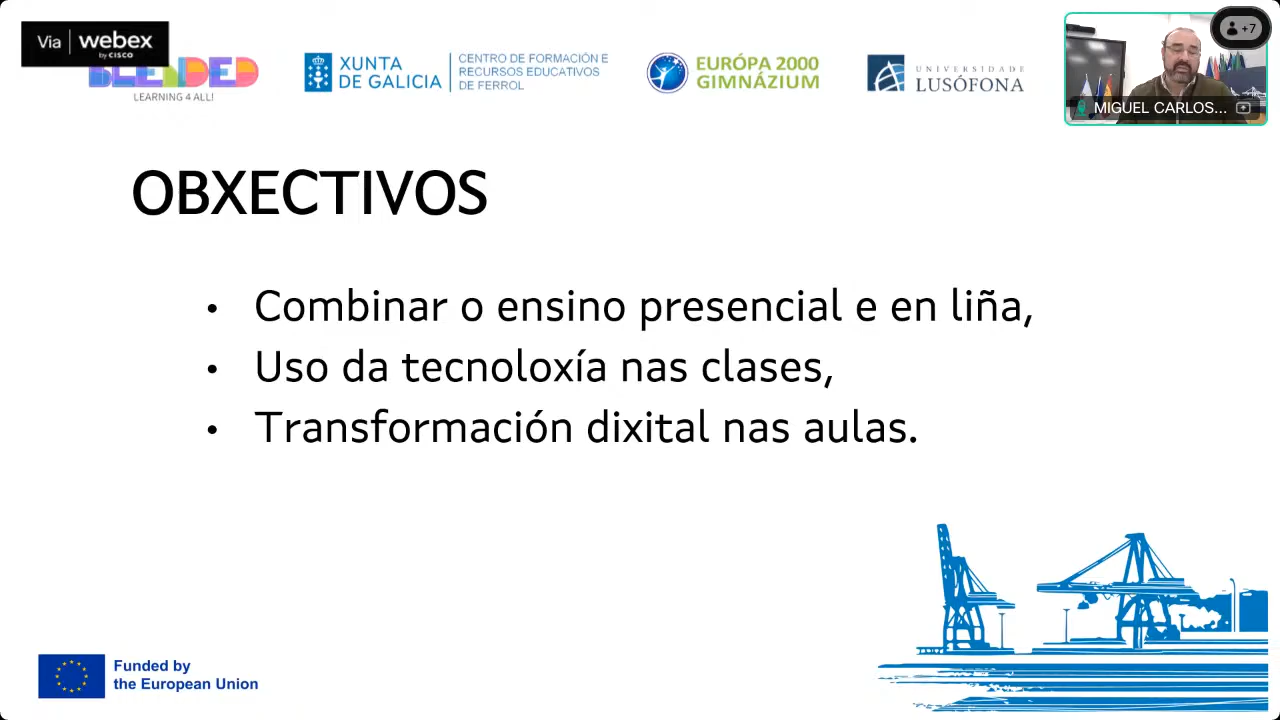 Via webex
by CISCO
BLENDED
LEARNING 4 ALL!
XUNTA
DE GALICIA
CENTRO DE FORMACIÓN E
RECURSOS EDUCATIVOS
DE FERROL
EURÓPA 2000
GIMNÁZIUM
UNIVERSIDADE
LUSÓFONA
+7
MIGUEL CARLOS...
OBXECTIVOS
• Combinar o ensino presencial e en liña,
• Uso da tecnoloxía nas clases,
• Transformación dixital nas aulas.
Funded by
the European Union